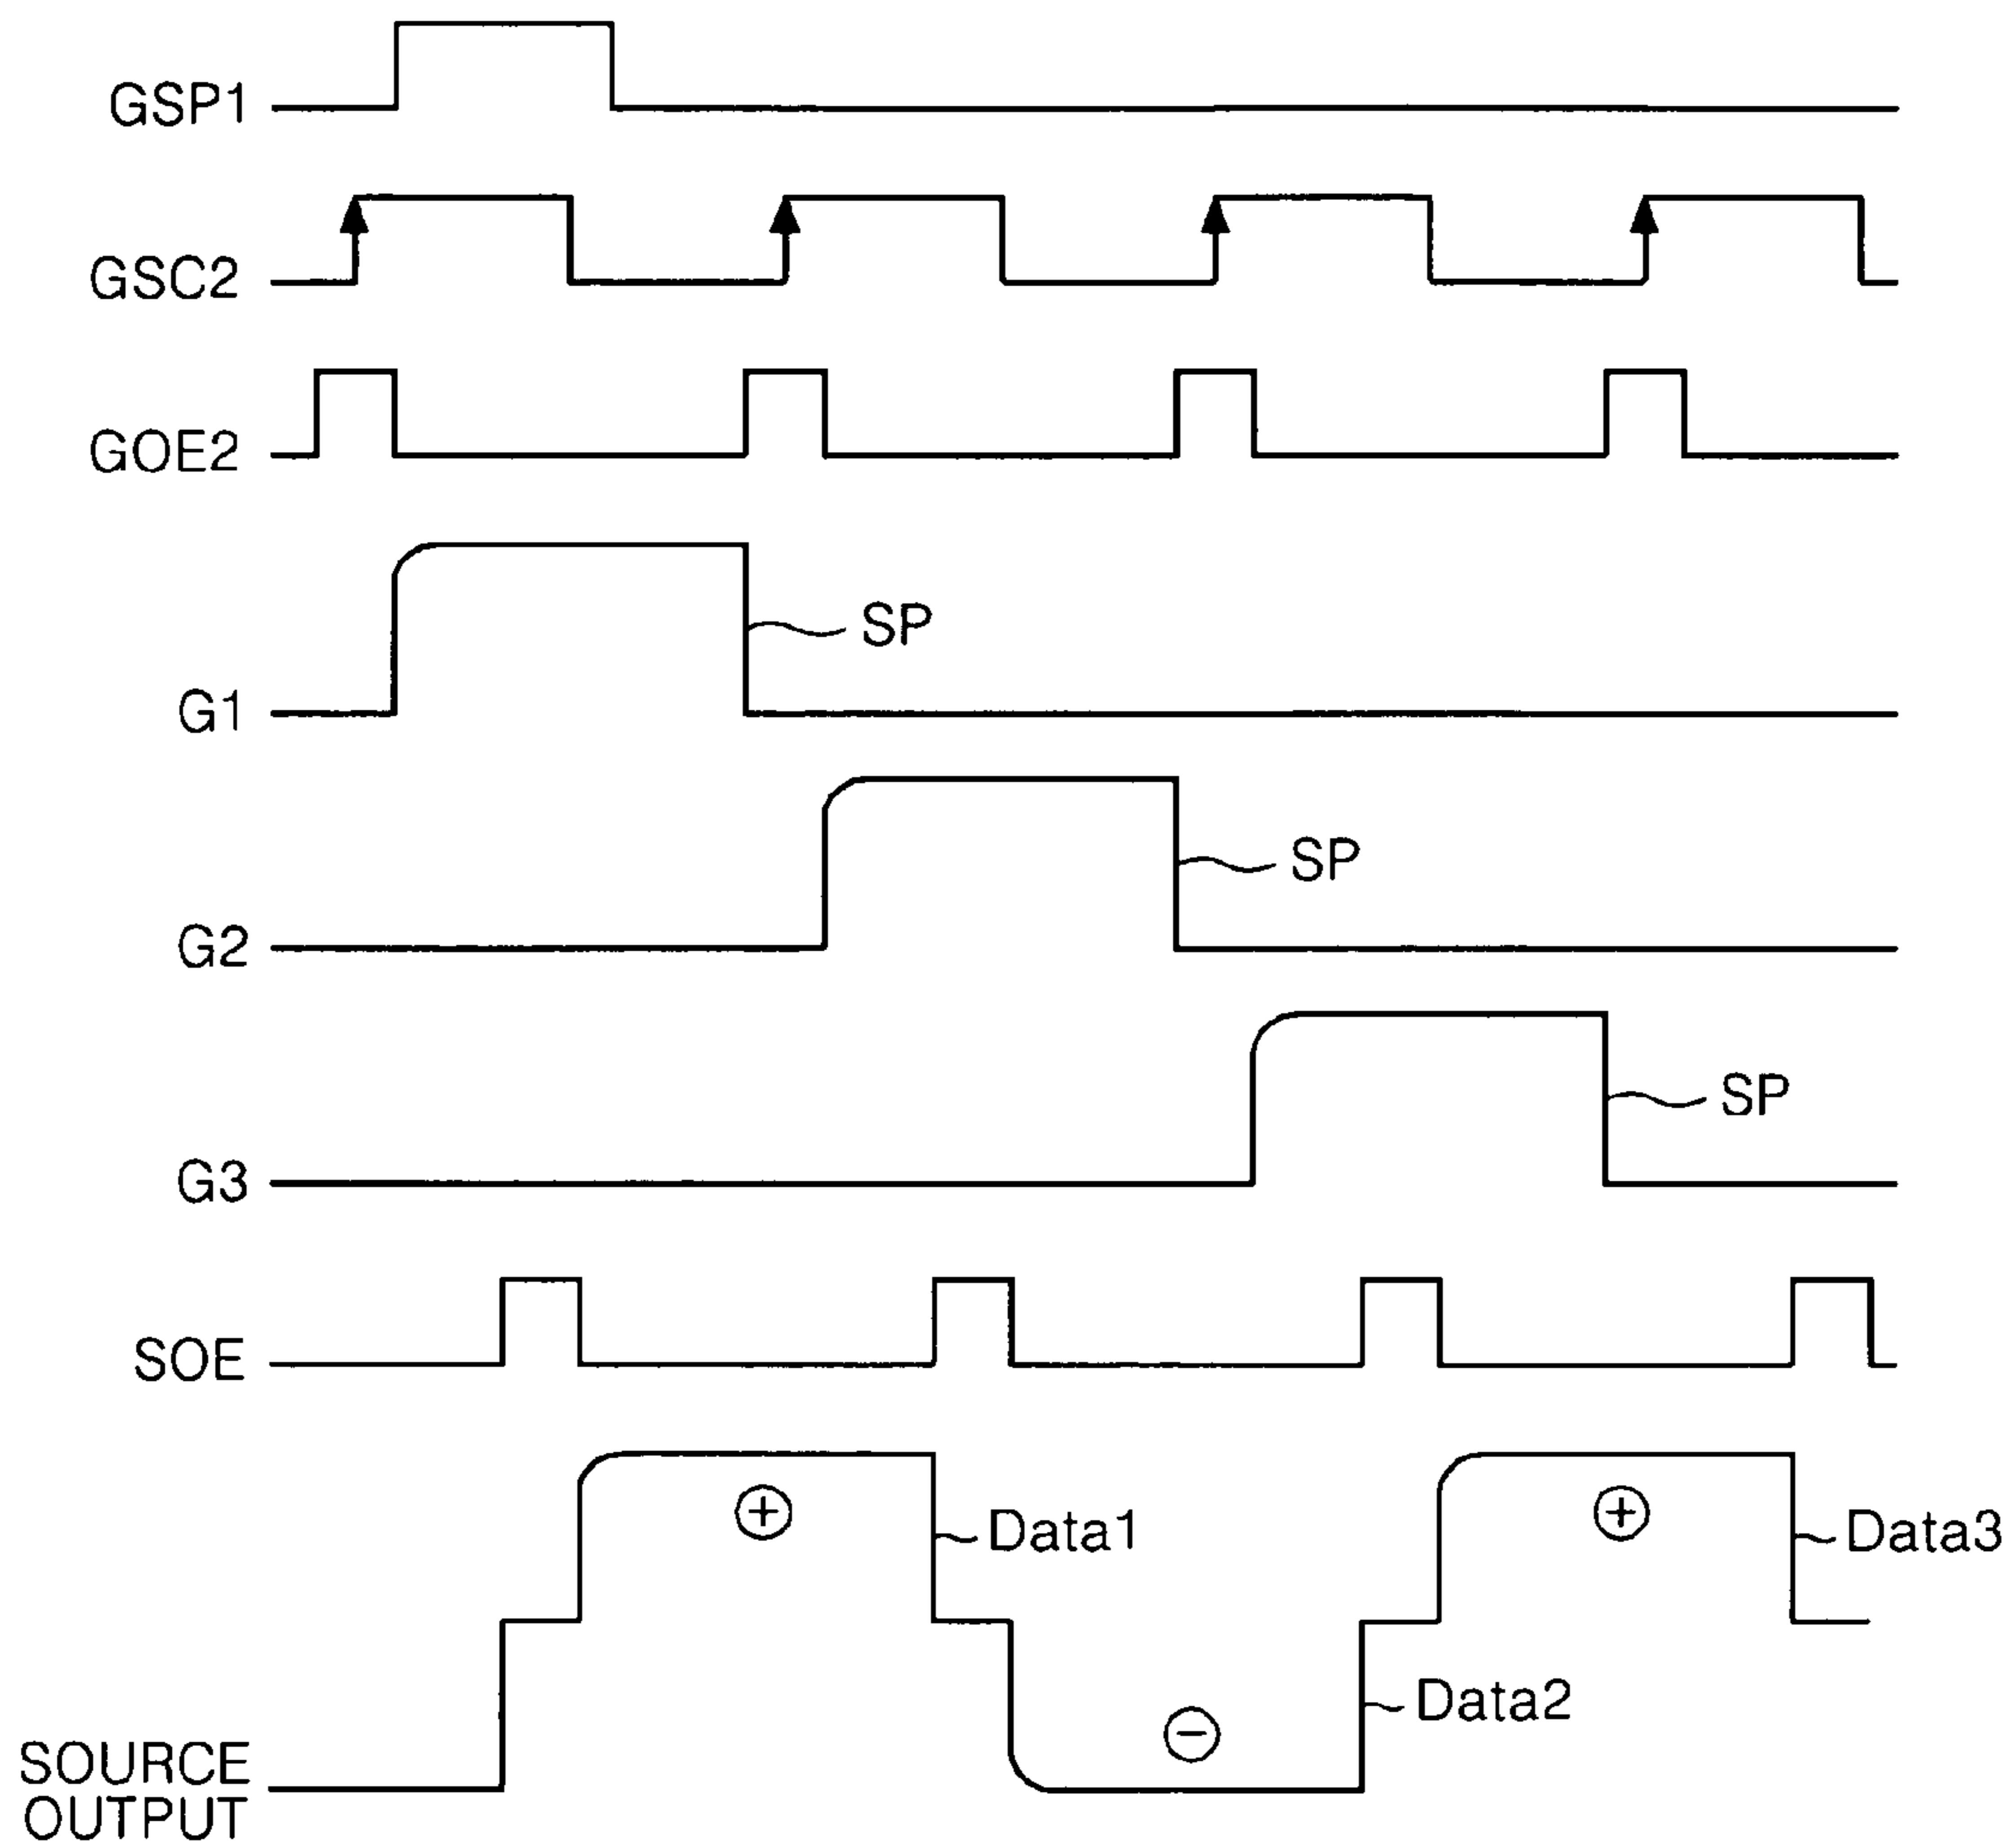 GSP1
GSC2
GOE2
SP
G1
SP
G2
SP
G3
SOE
+
+
Data1
Data3
Data2
−
SOURCE
OUTPUT